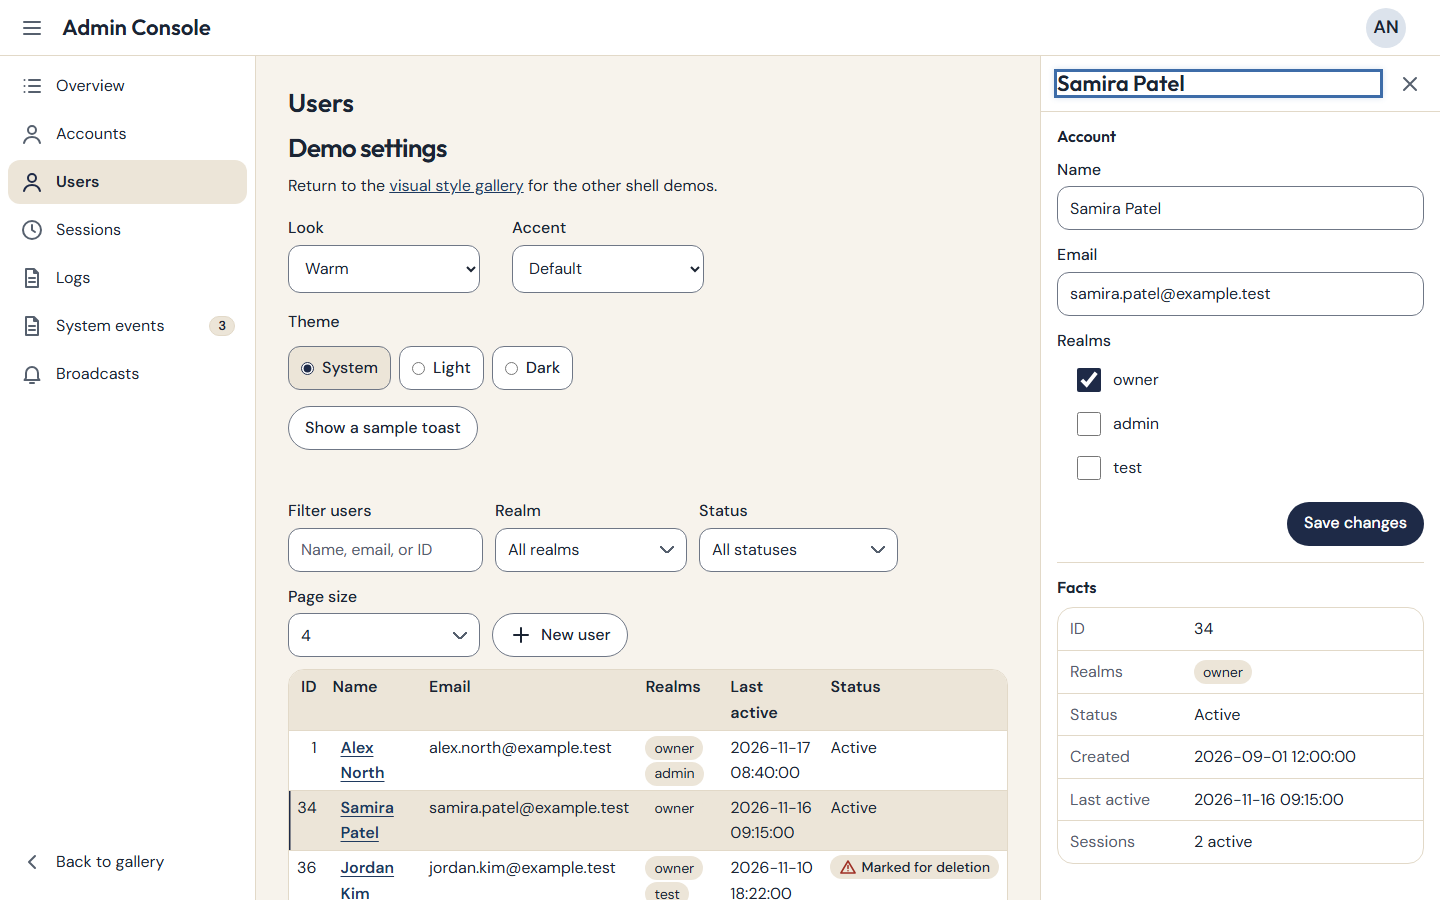 Admin Console
AN
Overview
Accounts
Users
Sessions
Logs
System events
3
Broadcasts
Back to gallery
Users
Demo settings
Return to the visual style gallery for the other shell demos.
Look
Accent
Warm
Default
Theme
System
Light
Dark
Show a sample toast
Filter users
Realm
Status
Name, email, or ID
All realms
All statuses
Page size
4
New user
ID
Name
Email
Realms
Last
active
Status
1
Alex
North
alex.north@example.test
owner
admin
2026-11-17
08:40:00
Active
34
Samira
Patel
samira.patel@example.test
owner
2026-11-16
09:15:00
Active
36
Jordan
Kim
jordan.kim@example.test
owner
test
2026-11-10
18:22:00
Marked for deletion
Samira Patel
Account
Name
Samira Patel
Email
samira.patel@example.test
Realms
owner
admin
test
Save changes
Facts
ID
34
Realms
owner
Status
Active
Created
2026-09-01 12:00:00
Last active
2026-11-16 09:15:00
Sessions
2 active